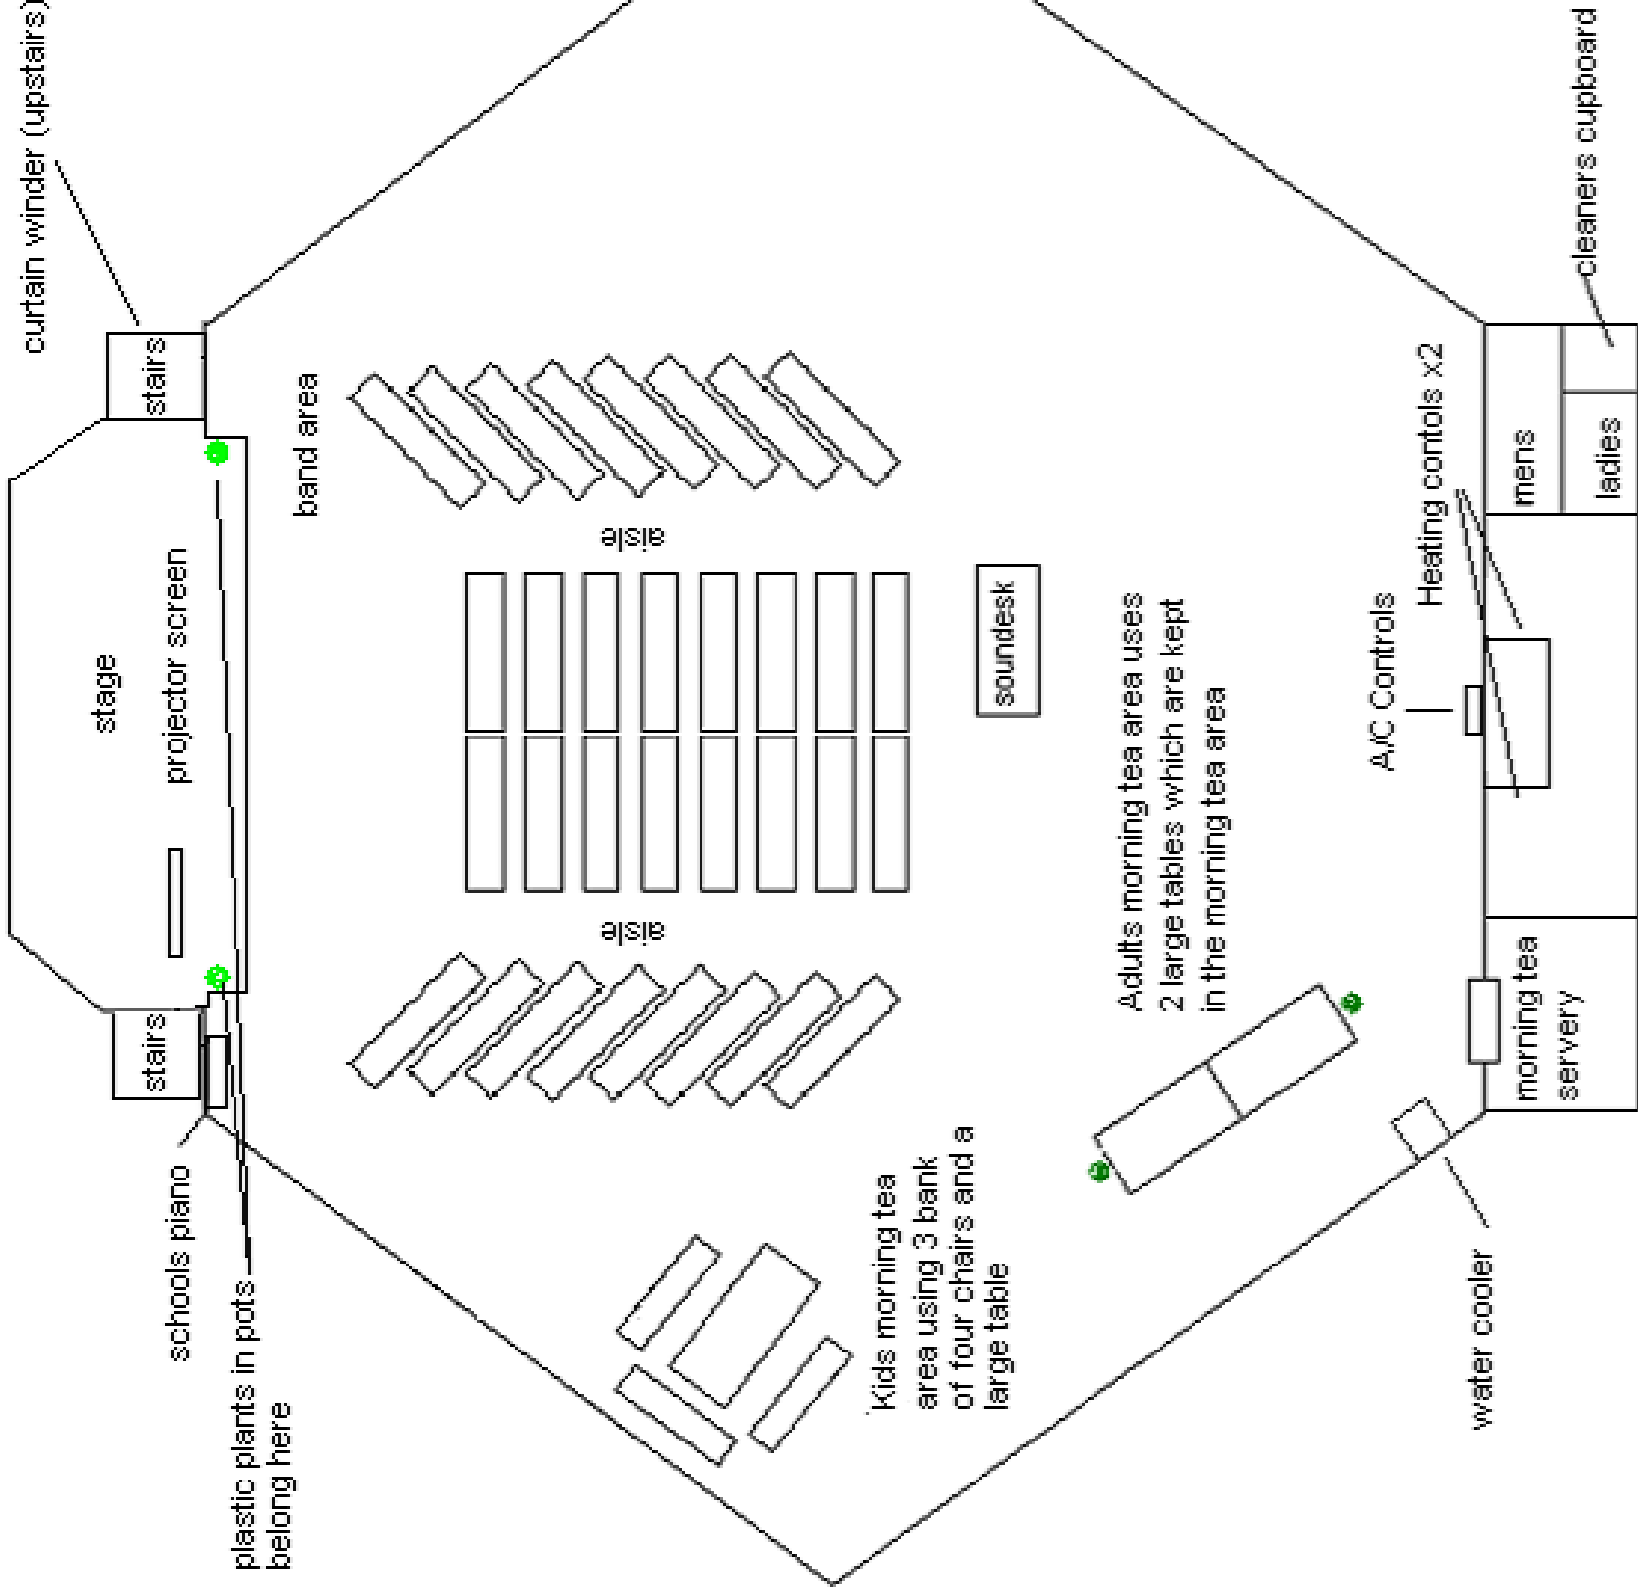 curtain winder (upstairs)
stairs
stage
projector screen
stairs
schools piano
plastic plants in pots
belong here
band area
aisle
aisle
soundesk
Kids morning tea
area using 3 bank
of four chairs and a
large table
Adults morning tea area uses
2 large tables which are kept
in the morning tea area
A/C Controls
Heating contols x2
mens
ladies
cleaners cupboard
morning tea
servery
water cooler